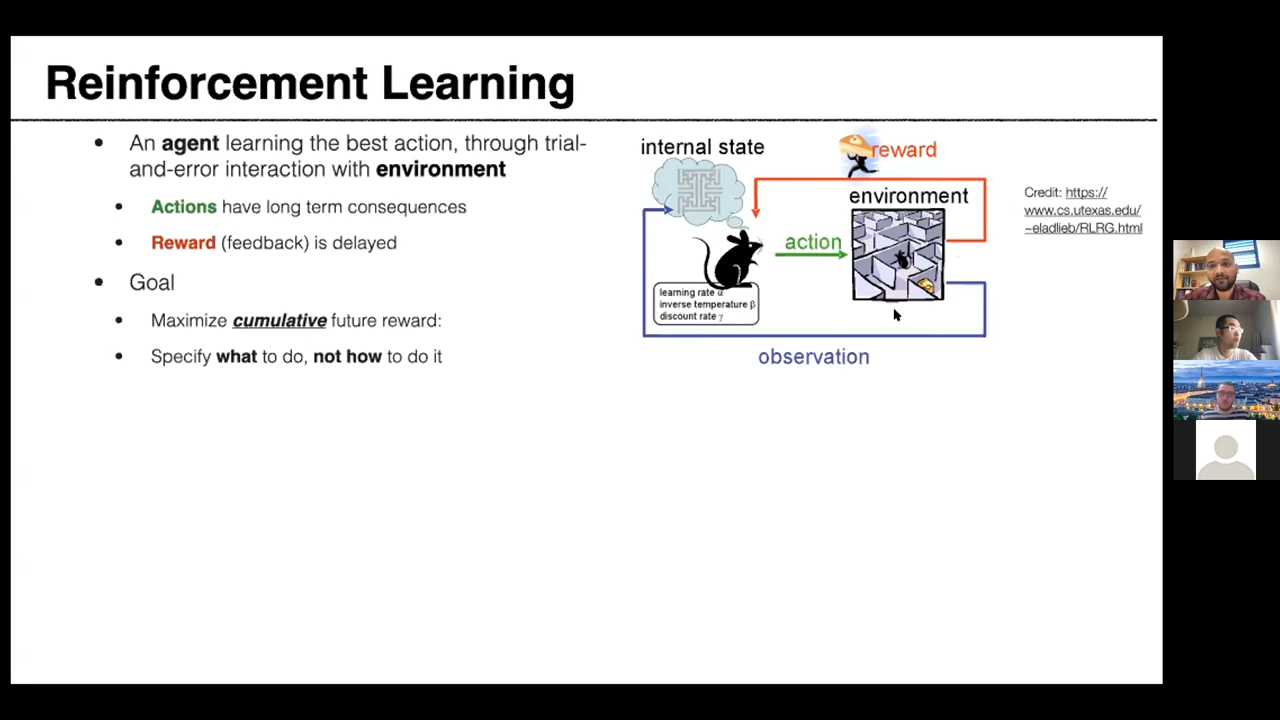 Reinforcement Learning
An agent learning the best action, through trial-
and-error interaction with environment
Actions have long term consequences
Reward (feedback) is delayed
Goal
Maximize cumulative future reward:
Specify what to do, not how to do it
internal state
reward
environment
action
learning rate α
inverse temperature β
discount rate γ
observation
Credit: https://
www.cs.utexas.edu/
~eladlieb/RLRG.html